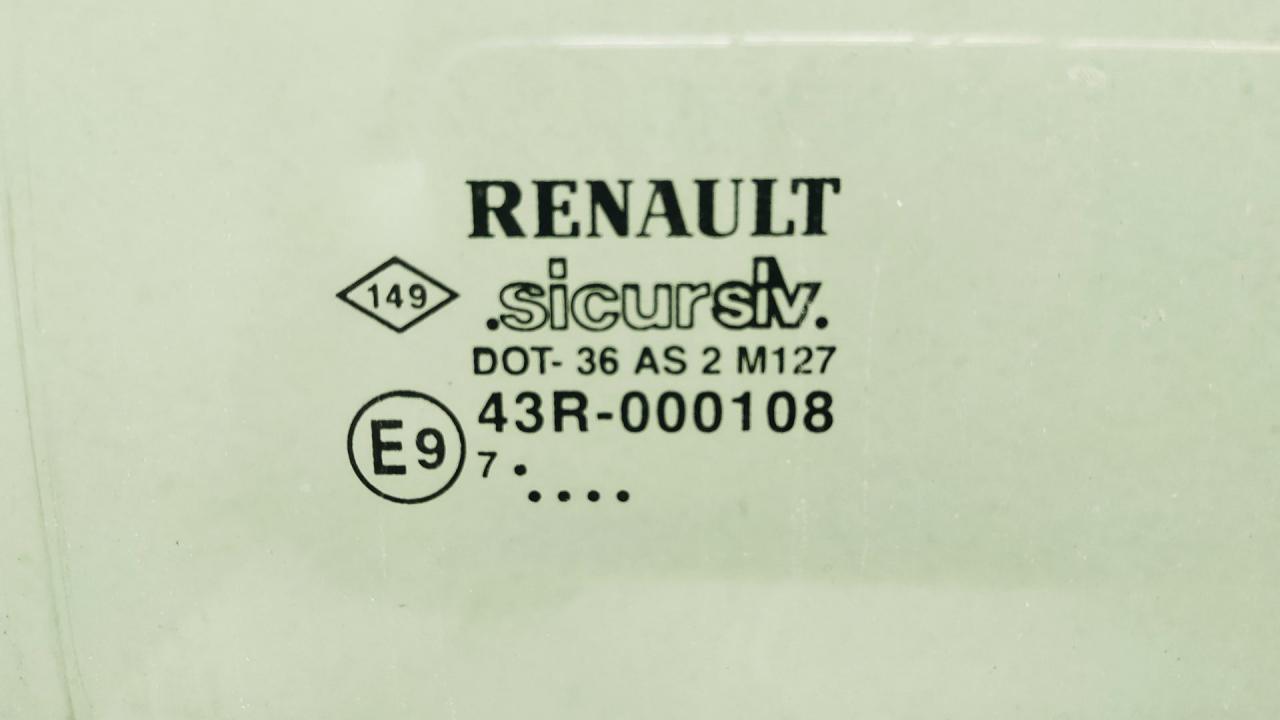 RENAULT
149
.sicursiv.
DOT- 36 AS 2 M127
43R-000108
E9
7 .
. . . .